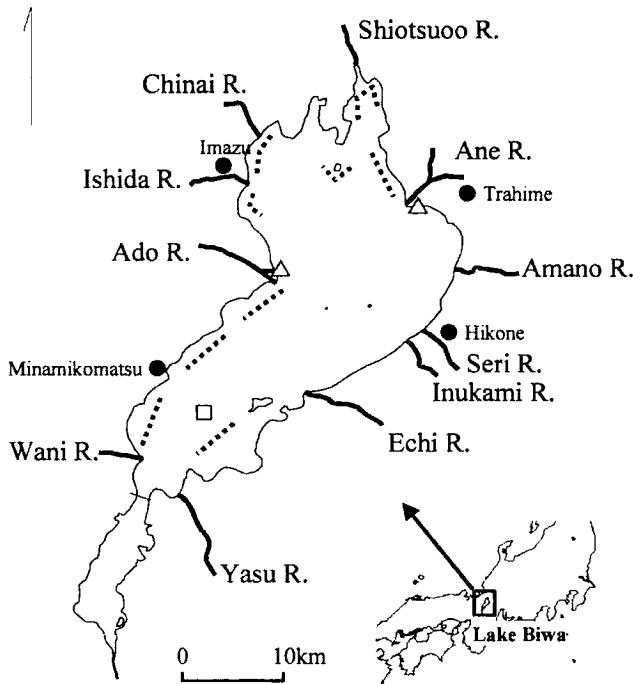 Shiotsuoo R.
Chinai R.
Imazu
Ane R.
Ishida R.
Trahime
Ado R.
Amano R.
Hikone
Minamikomatsu
Seri R.
Inukami R.
Echi R.
Wani R.
Yasu R.
Lake Biwa
0 10km